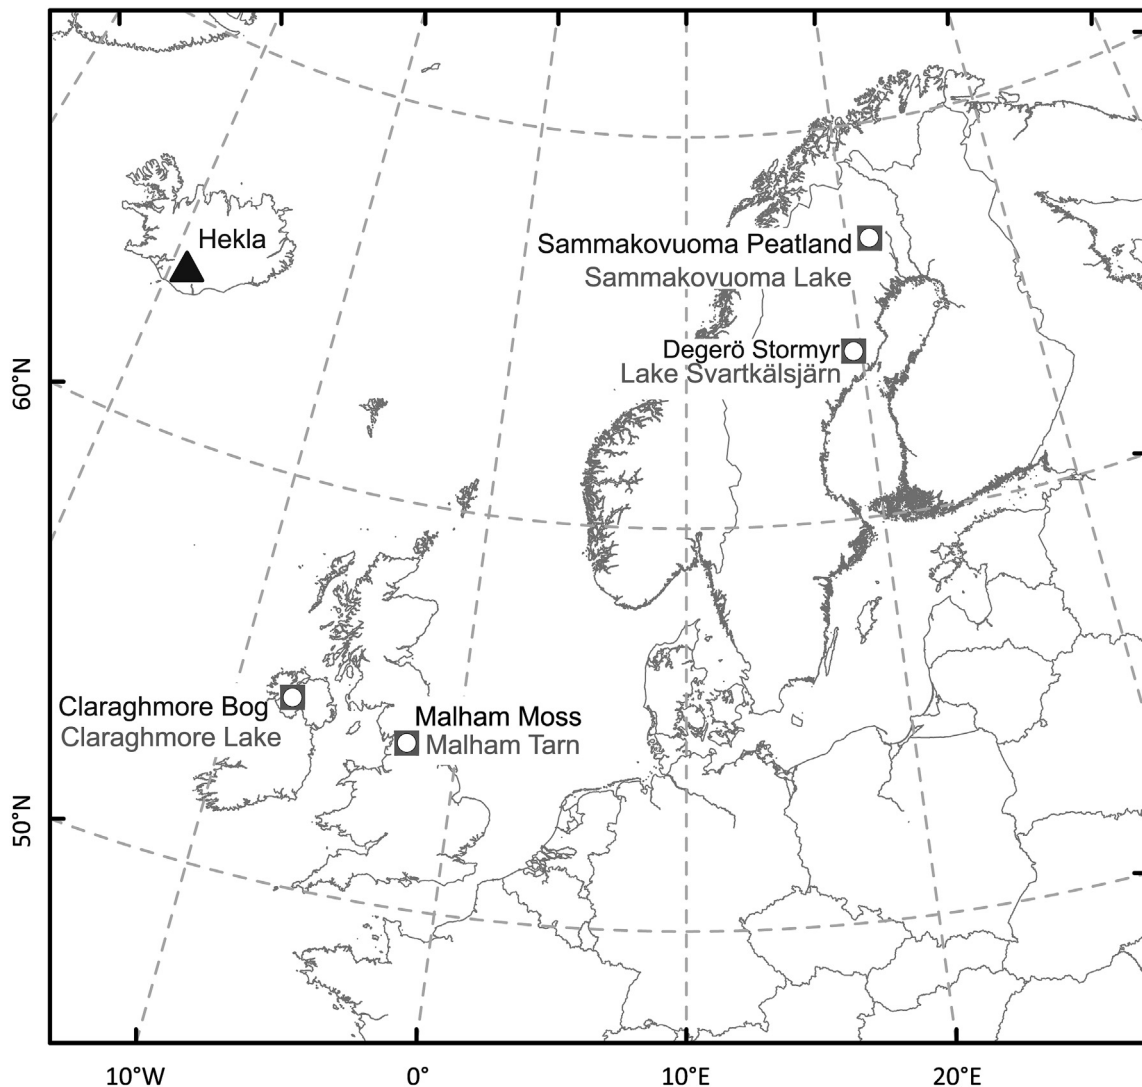 Hekla
Sammakovuoma Peatland
Sammakovuoma Lake
Degerö Stormyr
Lake Svartkälsjärn
60°N
Claraghmore Bog
Claraghmore Lake
Malham Moss
Malham Tarn
50°N
10°W
0°
10°E
20°E